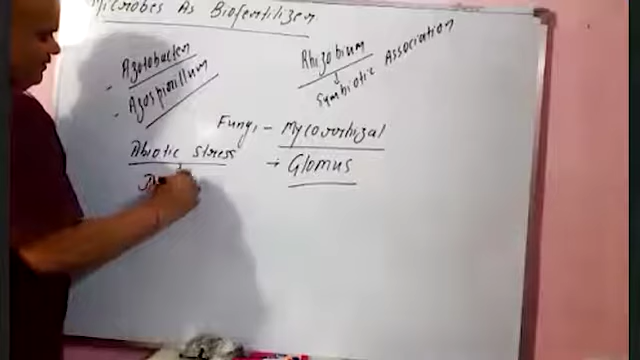 Microbes As Biofertilizer
- Azotobacter
- Azospirillum
Rhizobium
↓
Symbiotic Association
Fungi - Mycorrhizal
→ Glomus
Abiotic stress